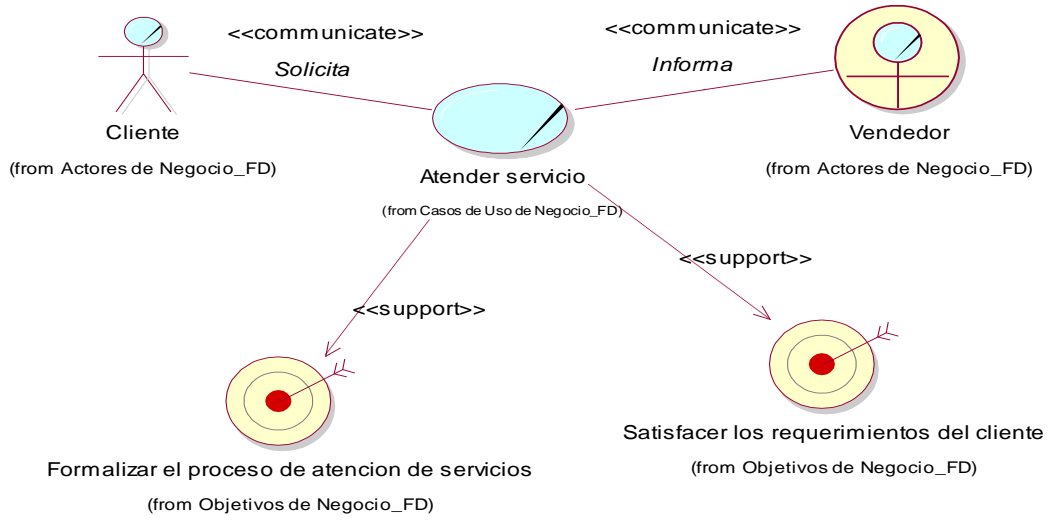 <<communicate>>
<<communicate>>
Solicita
Informa
Cliente
(from Actores de Negocio_FD)
Vendedor
(from Actores de Negocio_FD)
Atender servicio
(from Casos de Uso de Negocio_FD)
<<support>>
<<support>>
Satisfacer los requerimientos del cliente
(from Objetivos de Negocio_FD)
Formalizar el proceso de atencion de servicios
(from Objetivos de Negocio_FD)